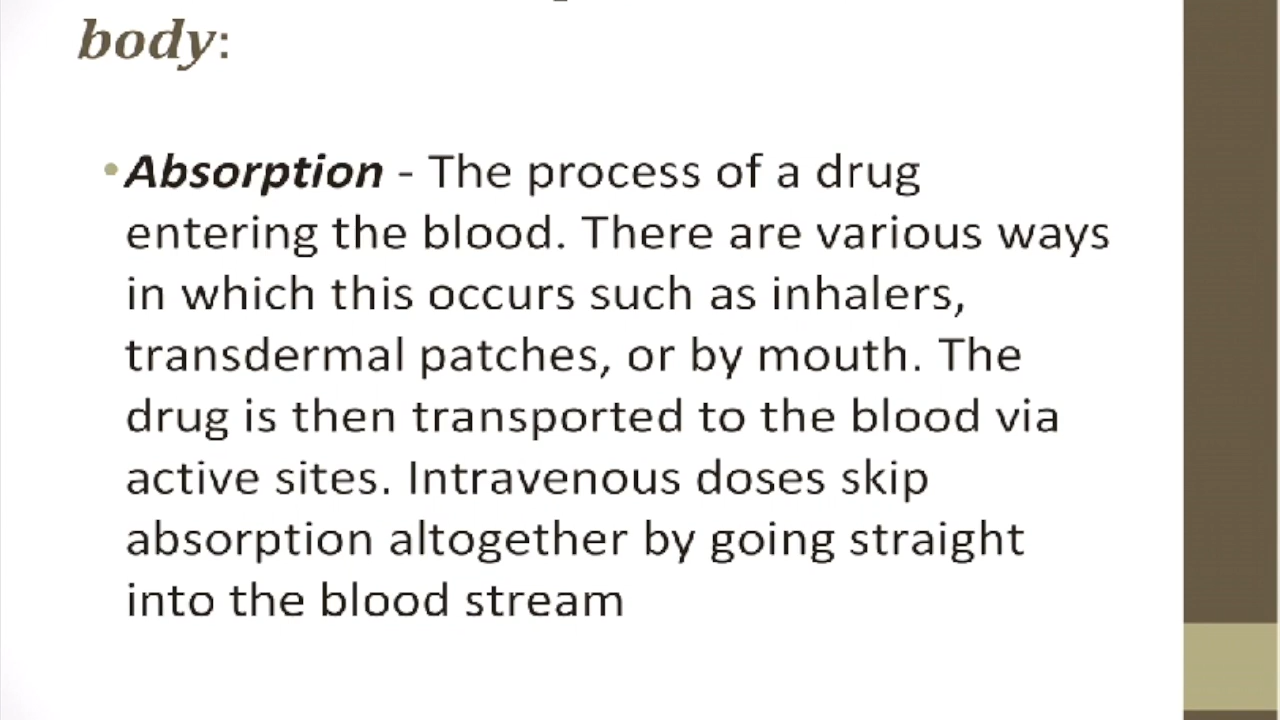 body:
•Absorption - The process of a drug
entering the blood. There are various ways
in which this occurs such as inhalers,
transdermal patches, or by mouth. The
drug is then transported to the blood via
active sites. Intravenous doses skip
absorption altogether by going straight
into the blood stream